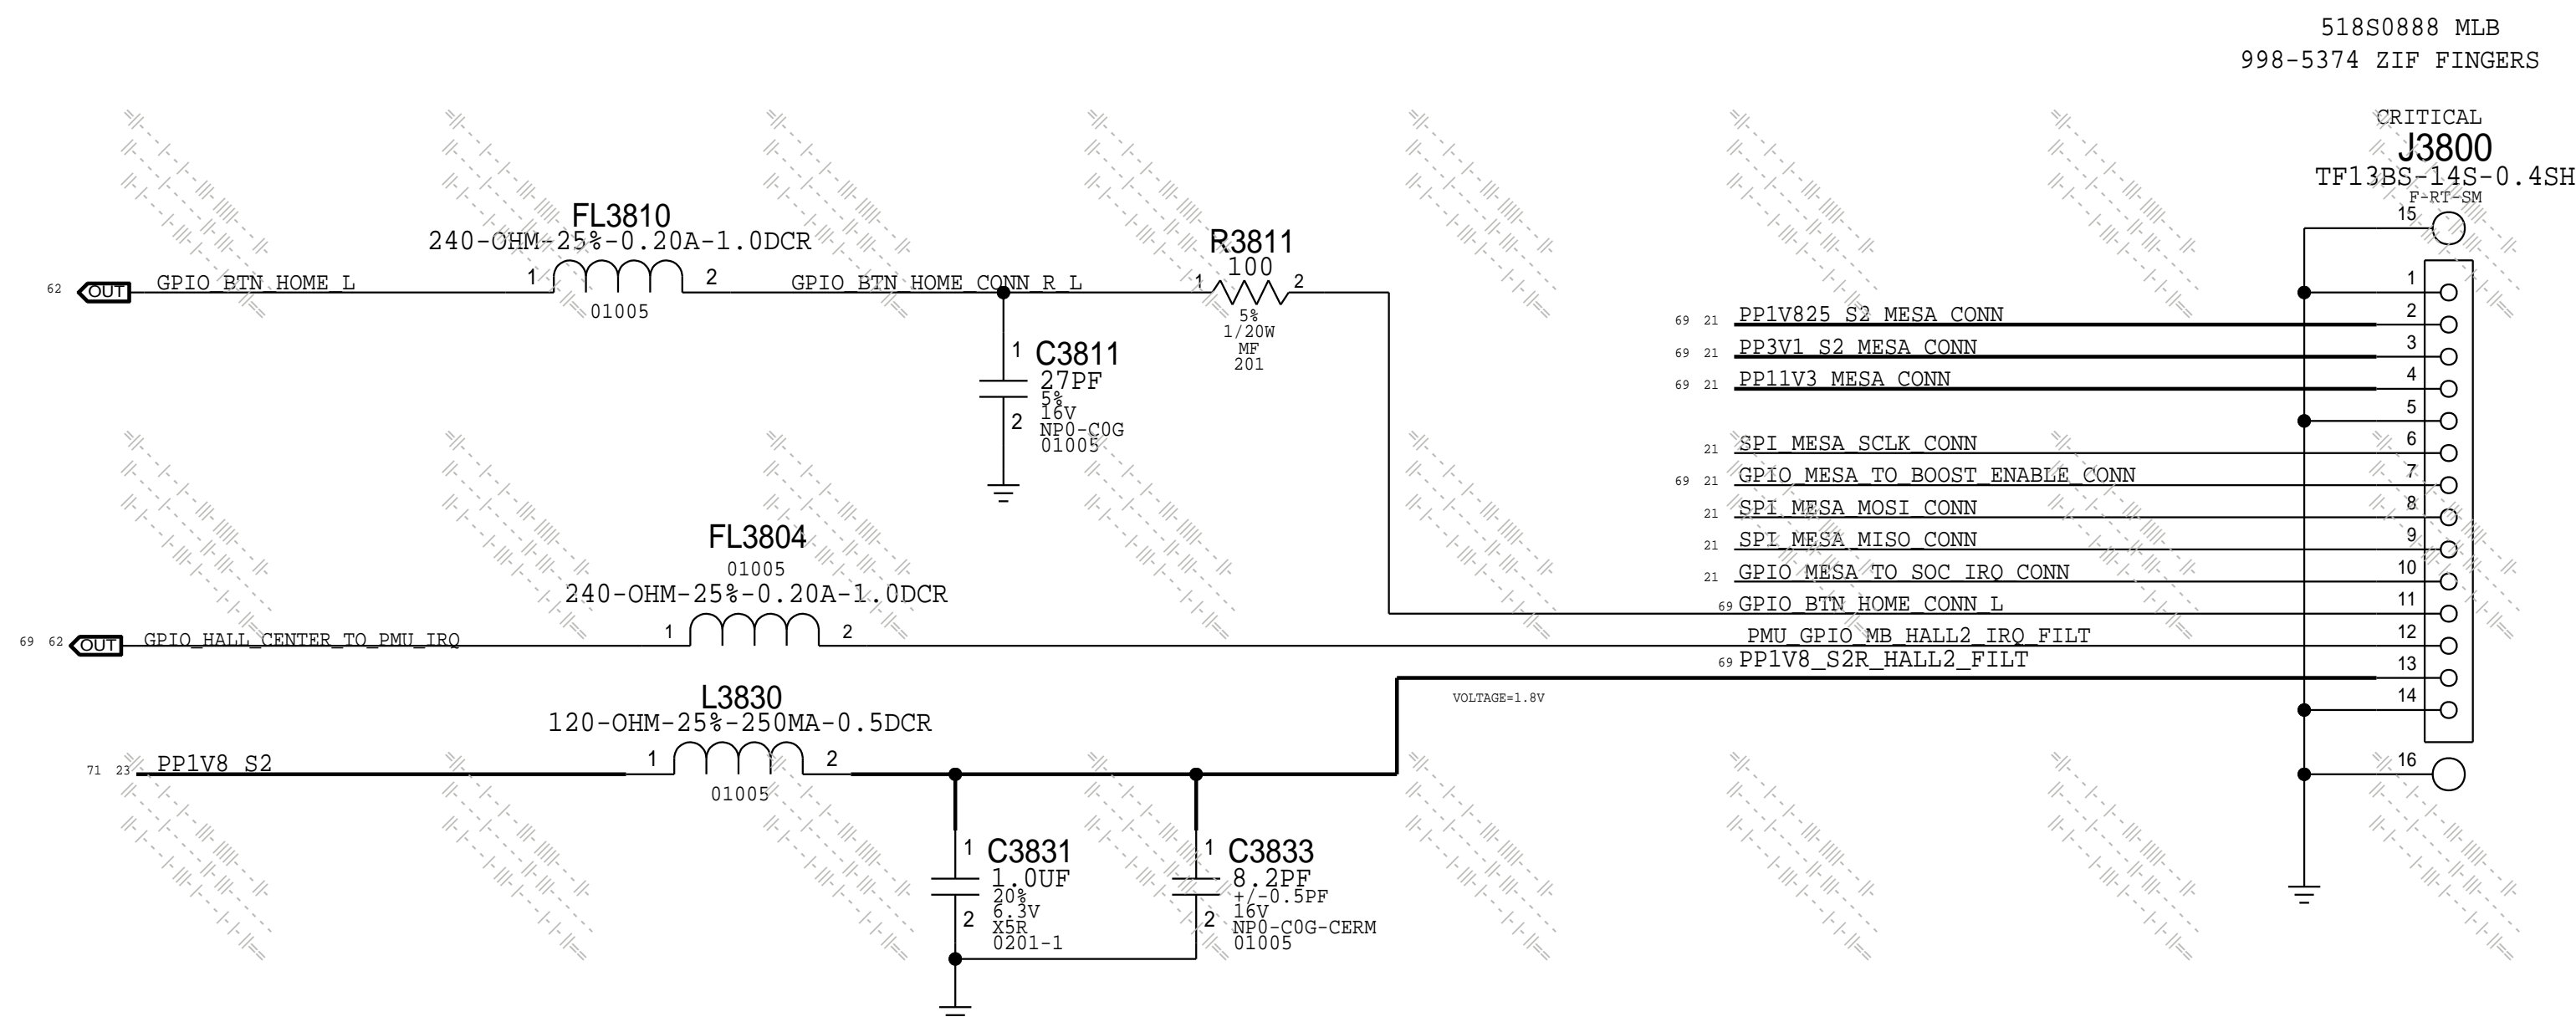 518S0888 MLB
998-5374 ZIF FINGERS
CRITICAL
J3800
TF13BS-14S-0.4SH
F-RT-SM
15
FL3810
240-OHM-25%-0.20A-1.0DCR
62 OUT GPIO_BTN_HOME_L 1 2 GPIO_BTN_HOME_CONN_R_L
01005
R3811
100
1 2
5%
1/20W
MF
201
1 C3811
27PF
5%
16V
2 NP0-C0G
01005
1
69 21 PP1V825_S2_MESA_CONN 2
69 21 PP3V1_S2_MESA_CONN 3
69 21 PP11V3_MESA_CONN 4
5
21 SPI_MESA_SCLK_CONN 6
69 21 GPIO_MESA_TO_BOOST_ENABLE_CONN 7
21 SPI_MESA_MOSI_CONN 8
21 SPI_MESA_MISO_CONN 9
21 GPIO_MESA_TO_SOC_IRQ_CONN 10
69 GPIO_BTN_HOME_CONN_L 11
PMU_GPIO_MB_HALL2_IRQ_FILT 12
69 PP1V8_S2R_HALL2_FILT 13
VOLTAGE=1.8V
14
16
FL3804
01005
240-OHM-25%-0.20A-1.0DCR
69 62 OUT GPIO_HALL_CENTER_TO_PMU_IRQ 1 2
L3830
120-OHM-25%-250MA-0.5DCR
71 23 PP1V8_S2 1 2
01005
1 C3831
1.0UF
20%
6.3V
2 X5R
0201-1
1 C3833
8.2PF
+/-0.5PF
16V
2 NP0-C0G-CERM
01005